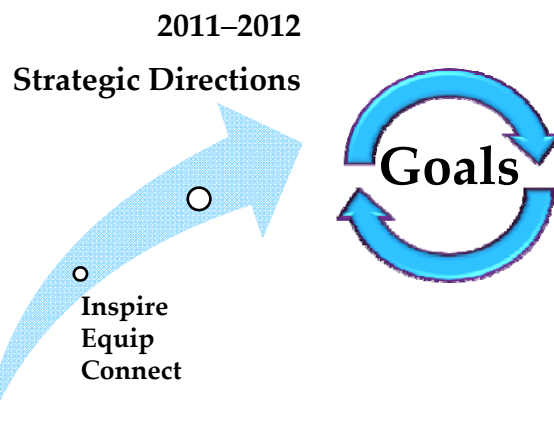 2011–2012
Strategic Directions
Goals
Inspire
Equip
Connect